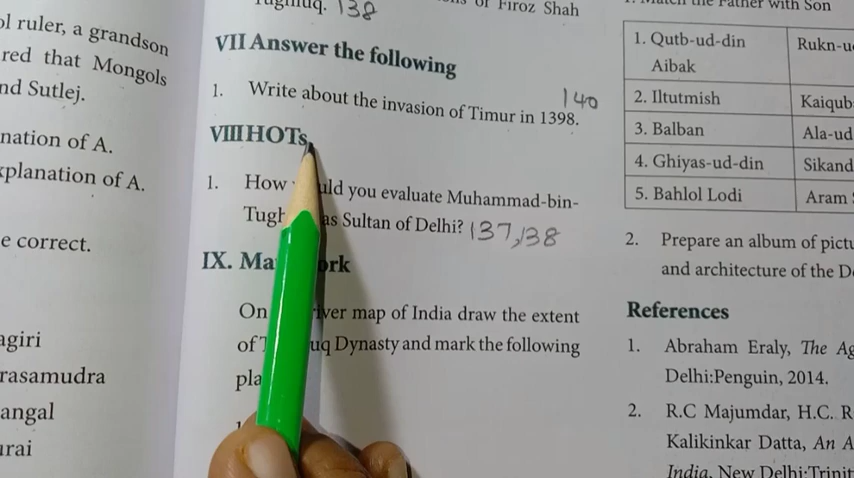 ol ruler, a grandson
red that Mongols
nd Sutlej.
nation of A.
xplanation of A.
e correct.
agiri
rasamudra
angal
urai
Tughluq. 138
of Firoz Shah
VII Answer the following
1. Write about the invasion of Timur in 1398. 140
VIII HOTs
1. How would you evaluate Muhammad-bin-
as Sultan of Delhi? 137,138
IX.
On river map of India draw the extent
of uq Dynasty and mark the following
pla
1. Match the Father with Son
1. Qutb-ud-din Aibak Rukn-u
2. Iltutmish Kaiqub
3. Balban Ala-ud
4. Ghiyas-ud-din Sikand
5. Bahlol Lodi Aram
2. Prepare an album of pictu
and architecture of the De
References
1. Abraham Eraly, The Ag
Delhi:Penguin, 2014.
2. R.C Majumdar, H.C. R
Kalikinkar Datta, An A
India, New Delhi:Trinit